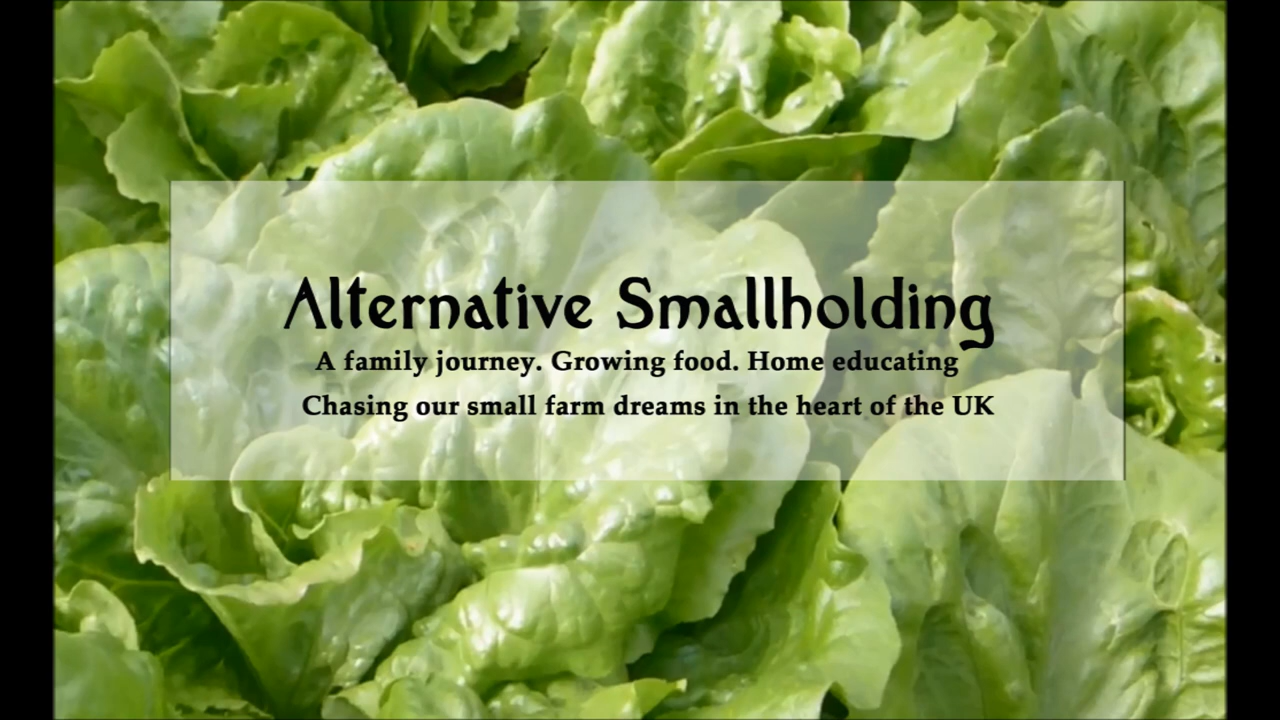 Alternative Smallholding
A family journey. Growing food. Home educating
Chasing our small farm dreams in the heart of the UK